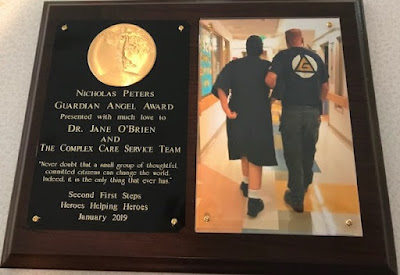 Nicholas Peters
Guardian Angel Award
Presented with much love to
Dr. Jane O'Brien
and
The Complex Care Service Team
"Never doubt that a small group of thoughtful,
committed citizens can change the world.
Indeed, it is the only thing that ever has."
Second First Steps
Heroes Helping Heroes
January 2019